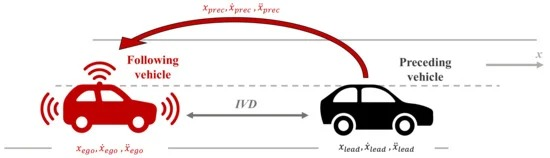 x_prec, ẋ_prec, ẍ_prec
Following
vehicle
Preceding
vehicle
x
IVD
x_ego, ẋ_ego, ẍ_ego
x_lead, ẋ_lead, ẍ_lead